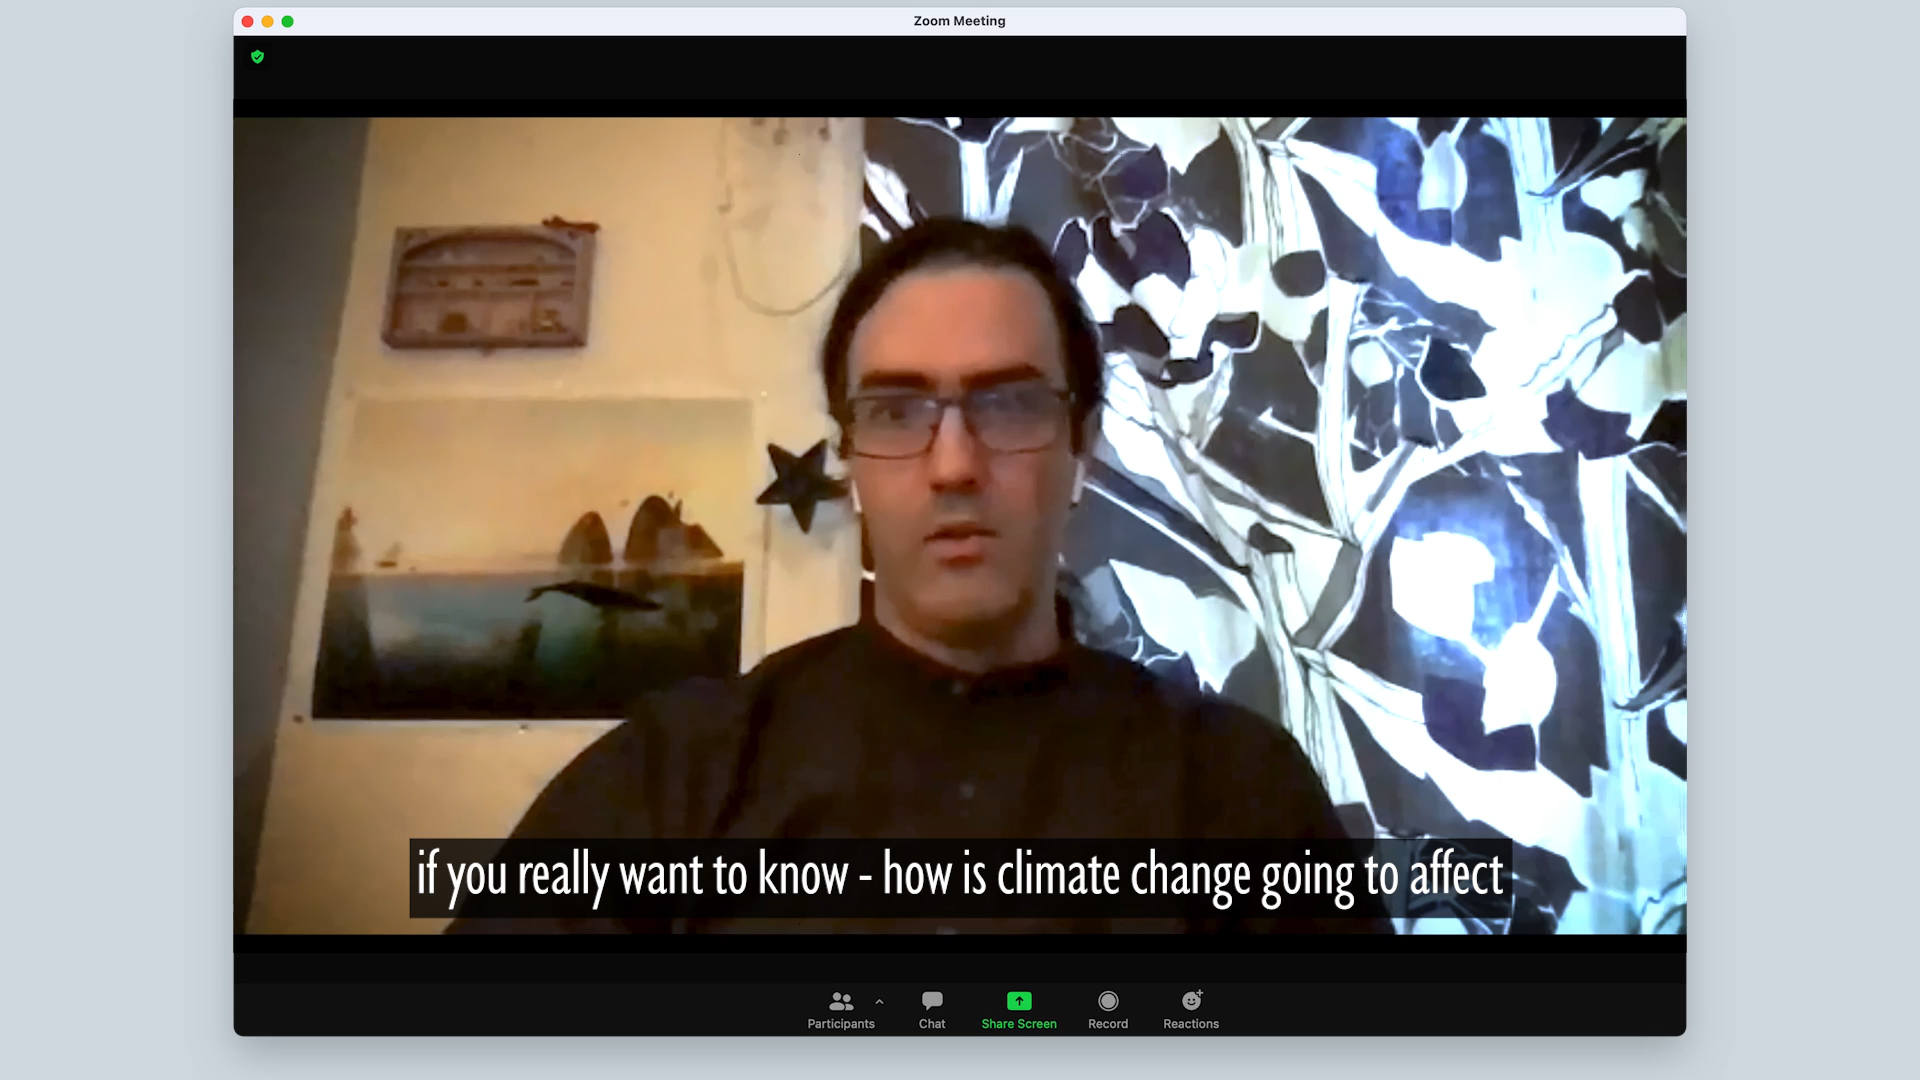 Zoom Meeting
if you really want to know - how is climate change going to affect
Participants
Chat
Share Screen
Record
Reactions